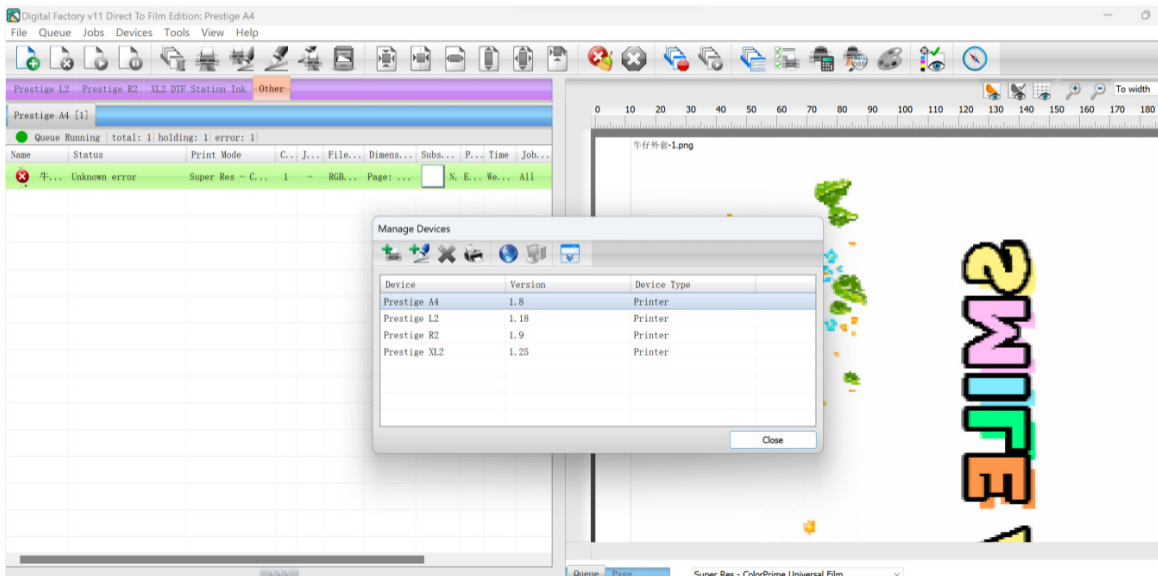 Digital Factory v11 Direct To Film Edition: Prestige A4
File Queue Jobs Devices Tools View Help
Prestige L2 Prestige R2 XL2 DTF Station Ink Other
To width
Prestige A4 [1]
0 10 20 30 40 50 60 70 80 90 100 110 120 130 140 150 160 170 180
Queue Running total: 1 holding: 1 error: 1
Name Status Print Mode C... J... File... Dimens... Subs... P... Time Job...
牛... Unknown error Super Res - C... 1 - RGB... Page: ... N. E... We... All
牛仔外套-1.png
Manage Devices
Device Version Device Type
Prestige A4 1.8 Printer
Prestige L2 1.18 Printer
Prestige R2 1.9 Printer
Prestige XL2 1.25 Printer
Close
SMILE
Queue Page Super Res - ColorPrime Universal Film